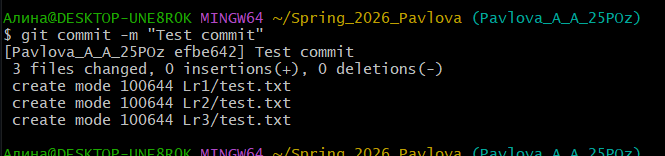 Алина@DESKTOP-UNE8R0K MINGW64 ~/Spring_2026_Pavlova (Pavlova_A_A_25POz)
$ git commit -m "Test commit"
[Pavlova_A_A_25POz efbe642] Test commit
 3 files changed, 0 insertions(+), 0 deletions(-)
 create mode 100644 Lr1/test.txt
 create mode 100644 Lr2/test.txt
 create mode 100644 Lr3/test.txt
Алина@DESKTOP-UNE8R0K MINGW64 ~/Spring_2026_Pavlova (Pavlova_A_A_25POz)